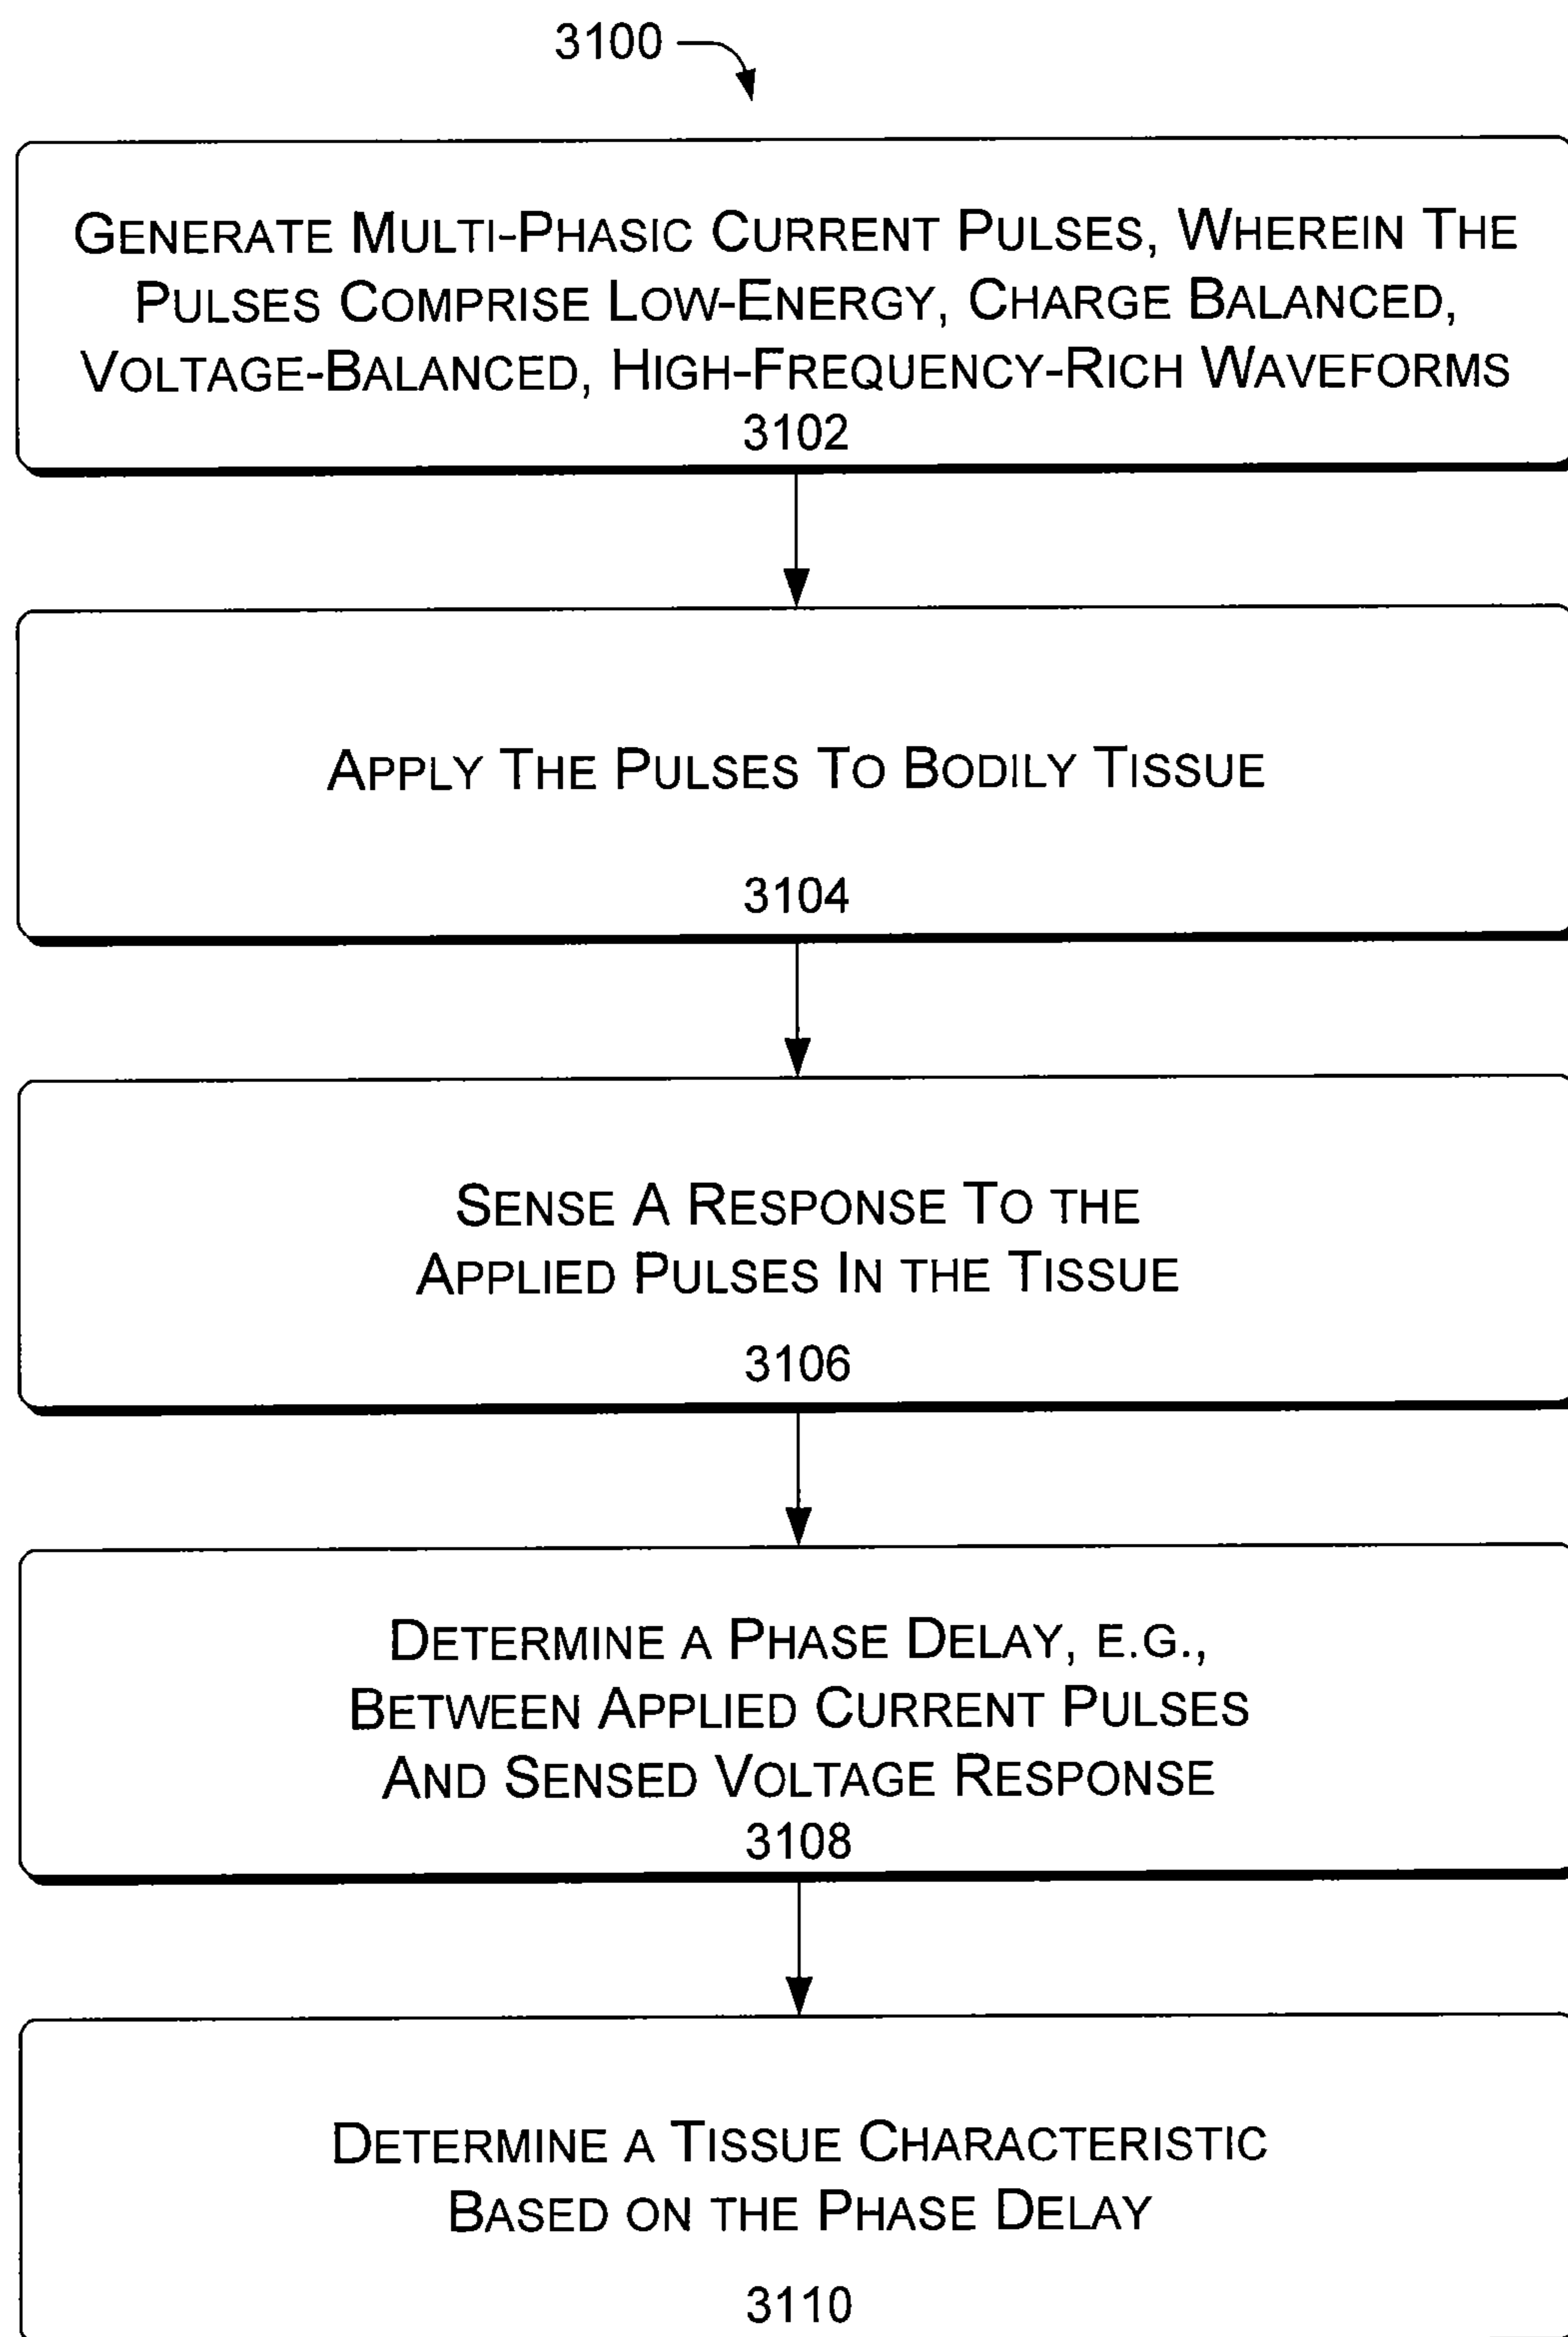 3100
GENERATE MULTI-PHASIC CURRENT PULSES, WHEREIN THE
PULSES COMPRISE LOW-ENERGY, CHARGE BALANCED,
VOLTAGE-BALANCED, HIGH-FREQUENCY-RICH WAVEFORMS
3102
APPLY THE PULSES TO BODILY TISSUE
3104
SENSE A RESPONSE TO THE
APPLIED PULSES IN THE TISSUE
3106
DETERMINE A PHASE DELAY, E.G.,
BETWEEN APPLIED CURRENT PULSES
AND SENSED VOLTAGE RESPONSE
3108
DETERMINE A TISSUE CHARACTERISTIC
BASED ON THE PHASE DELAY
3110